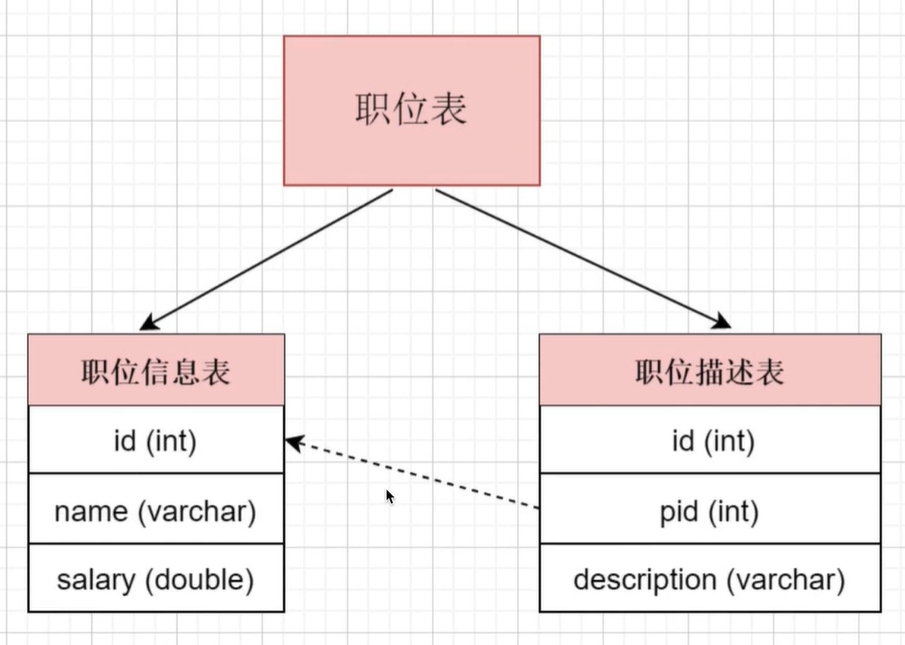 职位表
职位信息表
id (int)
name (varchar)
salary (double)
职位描述表
id (int)
pid (int)
description (varchar)